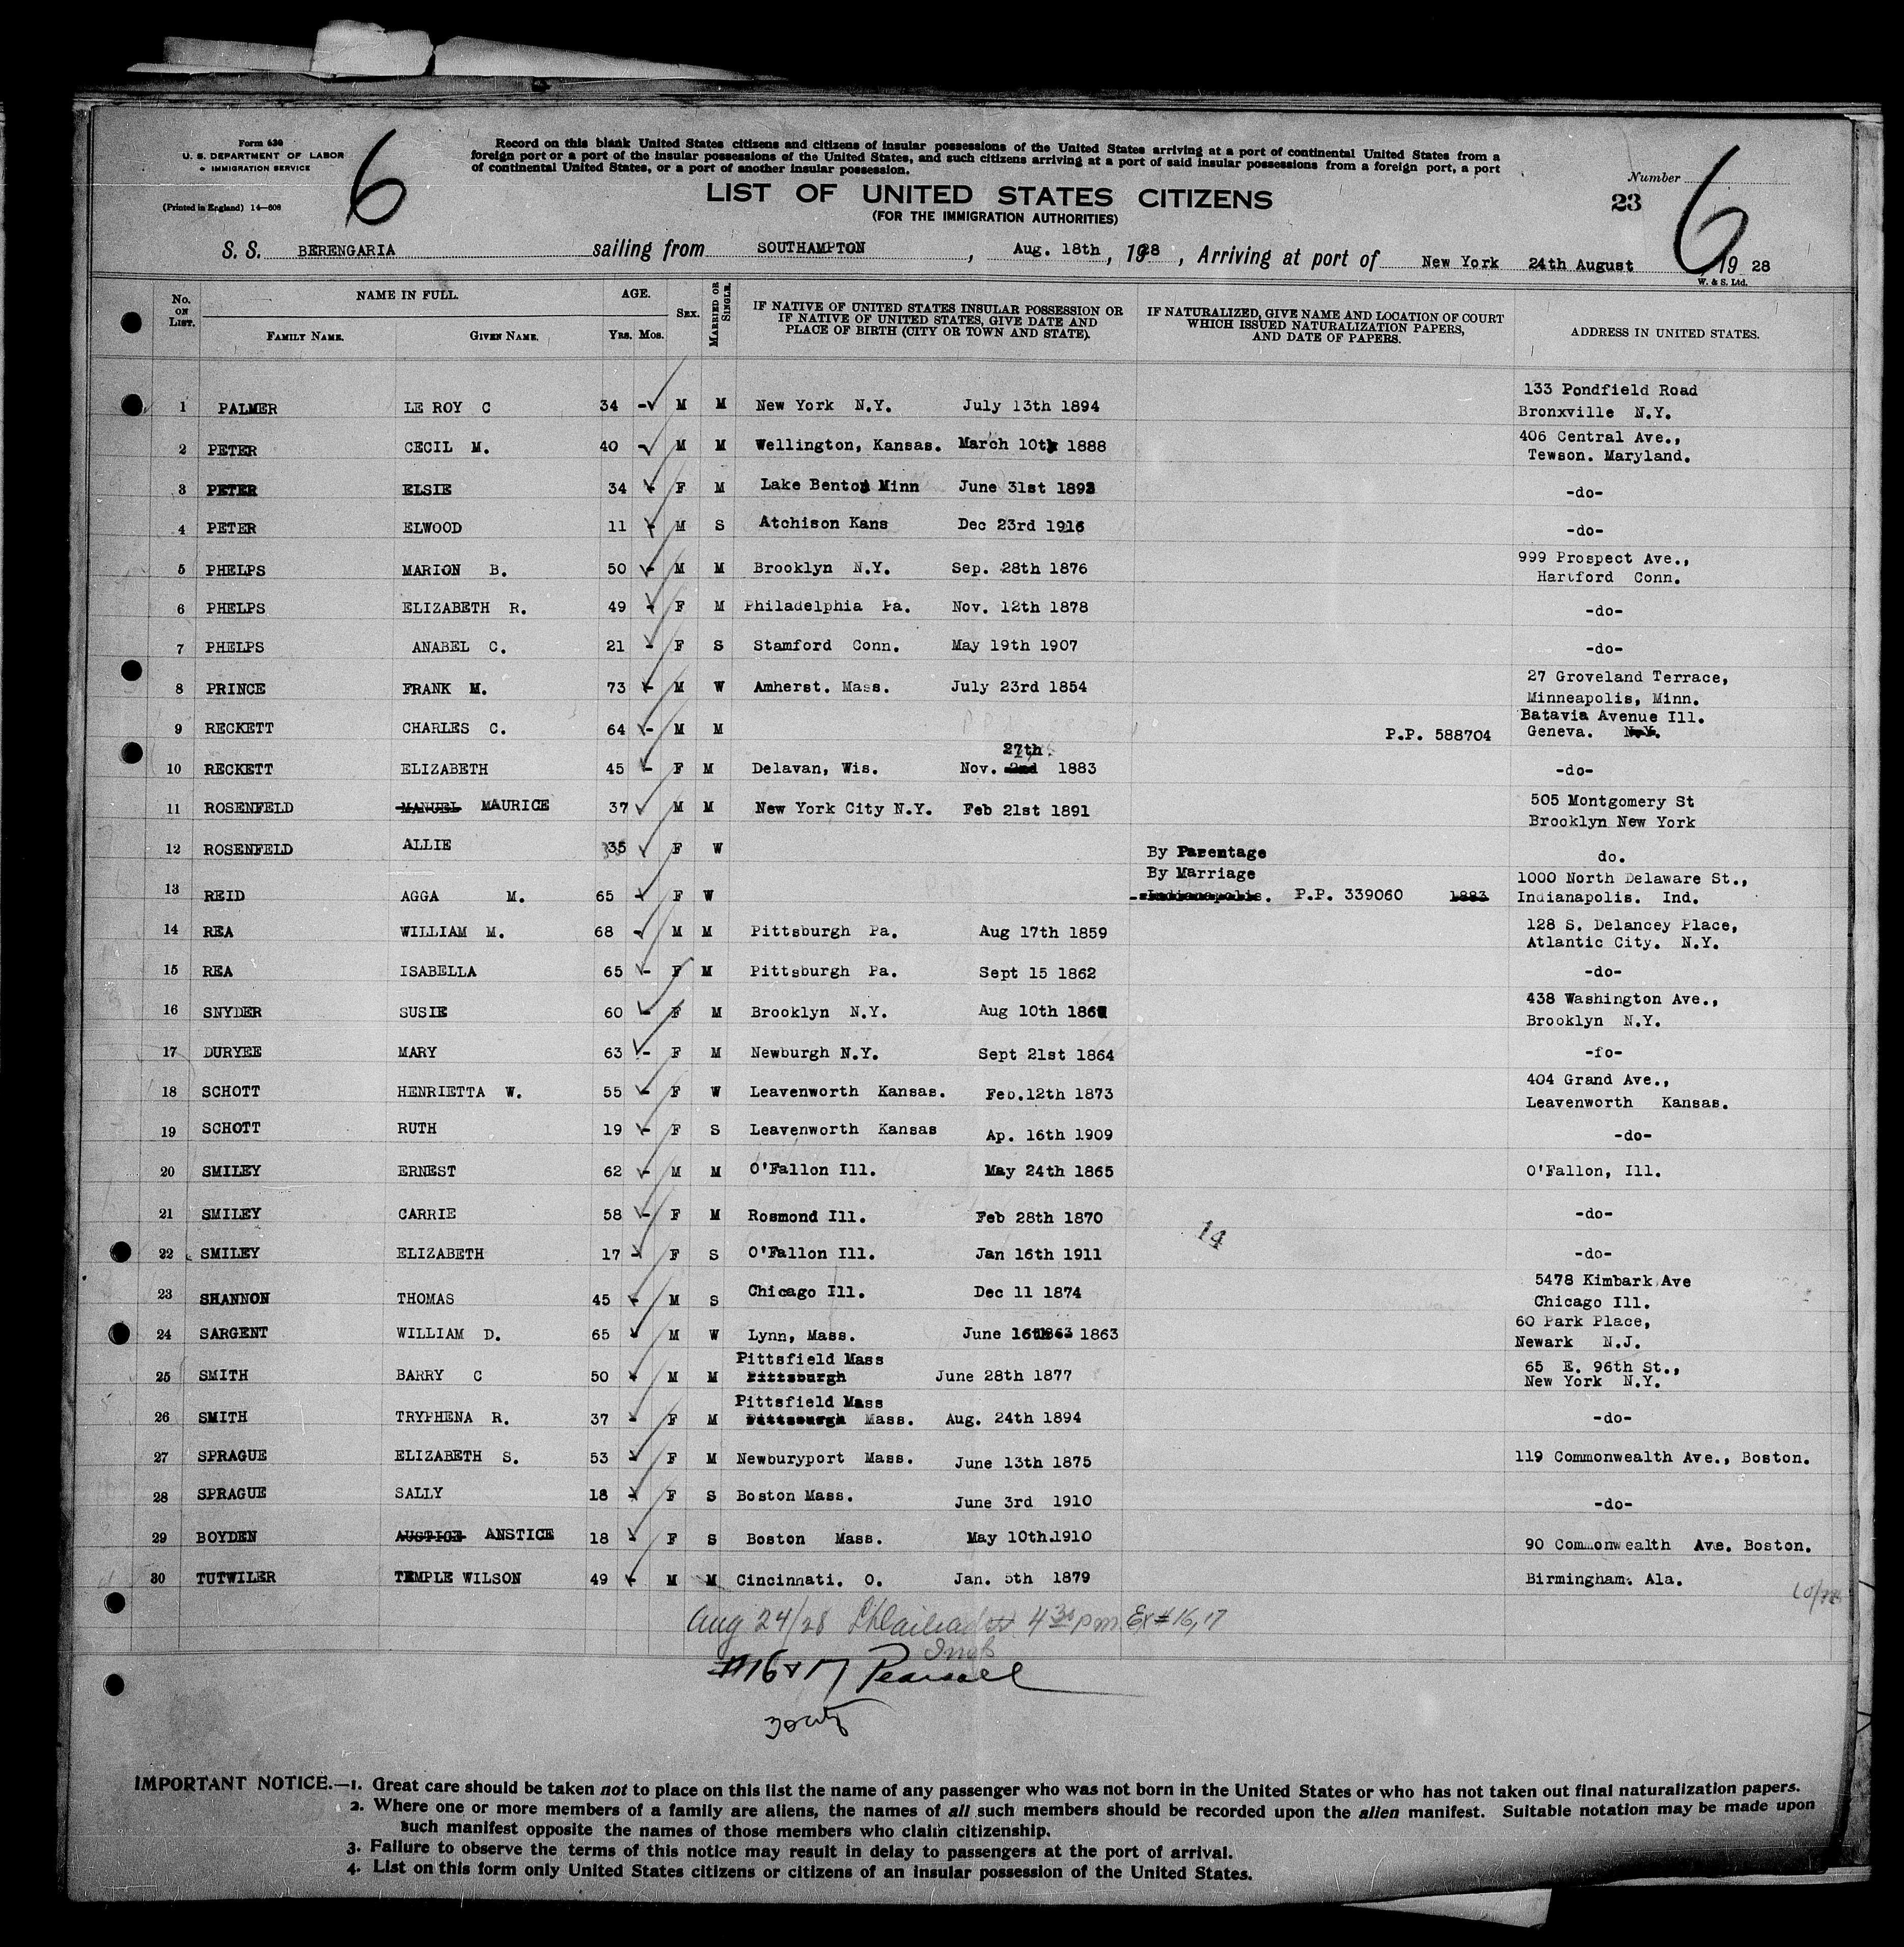 Form 630
U. S. DEPARTMENT OF LABOR
IMMIGRATION SERVICE
(Printed in England) 14—608
6
Record on this blank United States citizens and citizens of insular possessions of the United States arriving at a port of continental United States from a
foreign port or a port of the insular possessions of the United States, and such citizens arriving at a port of said insular possessions from a foreign port, a port
of continental United States, or a port of another insular possession.
LIST OF UNITED STATES CITIZENS
(FOR THE IMMIGRATION AUTHORITIES)
Number
23
6
S. S. BERENGARIA sailing from SOUTHAMPTON, Aug. 18th, 1928, Arriving at port of New York 24th August, 1928
W. & S. Ltd.
No. ON LIST. NAME IN FULL. FAMILY NAME. GIVEN NAME. AGE. YRS. MOS. SEX. MARRIED OR SINGLE. IF NATIVE OF UNITED STATES INSULAR POSSESSION OR IF NATIVE OF UNITED STATES, GIVE DATE AND PLACE OF BIRTH (CITY OR TOWN AND STATE). IF NATURALIZED, GIVE NAME AND LOCATION OF COURT WHICH ISSUED NATURALIZATION PAPERS, AND DATE OF PAPERS. ADDRESS IN UNITED STATES.
1 PALMER LE ROY C 34 - M M New York N.Y. July 13th 1894 133 Pondfield Road Bronxville N.Y.
2 PETER CECIL M. 40 - M M Wellington, Kansas. March 10th 1888 406 Central Ave., Tewson. Maryland.
3 PETER ELSIE 34 - F M Lake Benton Minn June 31st 1893 -do-
4 PETER ELWOOD 11 - M S Atchison Kans Dec 23rd 1916 -do-
5 PHELPS MARION B. 50 - M M Brooklyn N.Y. Sep. 28th 1876 999 Prospect Ave., Hartford Conn.
6 PHELPS ELIZABETH R. 49 - F M Philadelphia Pa. Nov. 12th 1878 -do-
7 PHELPS ANABEL C. 21 - F S Stamford Conn. May 19th 1907 -do-
8 PRINCE FRANK M. 73 - M W Amherst. Mass. July 23rd 1854 27 Groveland Terrace, Minneapolis, Minn.
9 RECKETT CHARLES C. 64 - M M P.P. 588704 Batavia Avenue Ill. Geneva. N.Y.
10 RECKETT ELIZABETH 45 - F M Delavan, Wis. Nov. 2nd 27th. 1883 -do-
11 ROSENFELD MANUEL MAURICE 37 M M New York City N.Y. Feb 21st 1891 505 Montgomery St Brooklyn New York
12 ROSENFELD ALLIE 35 F W By Parentage do.
13 REID AGGA M. 65 - F W By Marriage Indianapolis. P.P. 339060 1883 1000 North Delaware St., Indianapolis. Ind.
14 REA WILLIAM M. 68 - M M Pittsburgh Pa. Aug 17th 1859 128 S. Delancey Place, Atlantic City. N.Y.
15 REA ISABELLA 65 - F M Pittsburgh Pa. Sept 15 1862 -do-
16 SNYDER SUSIE 60 - F M Brooklyn N.Y. Aug 10th 438 Washington Ave., Brooklyn N.Y.
17 DURYEE MARY 63 - F M Newburgh N.Y. Sept 21st 1864 -fo-
18 SCHOTT HENRIETTA W. 55 - F W Leavenworth Kansas. Feb.12th 1873 404 Grand Ave., Leavenworth Kansas.
19 SCHOTT RUTH 19 - F S Leavenworth Kansas Ap. 16th 1909 -do-
20 SMILEY ERNEST 62 - M M O'Fallon Ill. May 24th 1865 O'Fallon, Ill.
21 SMILEY CARRIE 58 - F M Rosmond Ill. Feb 28th 1870 -do-
14
22 SMILEY ELIZABETH 17 - F S O'Fallon Ill. Jan 16th 1911 -do-
23 SHANNON THOMAS 45 - M S Chicago Ill. Dec 11 1874 5478 Kimbark Ave Chicago Ill.
24 SARGENT WILLIAM D. 65 - M W Lynn, Mass. June 16th 1863 60 Park Place, Newark N.J.
25 SMITH BARRY C 50 - M M Pittsfield Mass Pittsburgh June 28th 1877 65 E. 96th St., New York N.Y.
26 SMITH TRYPHENA R. 37 - F M Pittsfield Mass Pittsburgh Mass. Aug. 24th 1894 -do-
27 SPRAGUE ELIZABETH S. 53 - F M Newburyport Mass. June 13th 1875 119 Commonwealth Ave., Boston.
28 SPRAGUE SALLY 18 - F S Boston Mass. June 3rd 1910 -do-
29 BOYDEN AUSTICE ANSTICE 18 - F S Boston Mass. May 10th.1910 90 Commonwealth Ave. Boston.
30 TUTWILER TEMPLE WILSON 49 - M M Cincinnati. O. Jan. 5th 1879 Birmingham. Ala.
Aug 24/28 4 30 pm Ex # 16, 17
#16 & 17 Pearsall
IMPORTANT NOTICE.—1. Great care should be taken not to place on this list the name of any passenger who was not born in the United States or who has not taken out final naturalization papers.
2. Where one or more members of a family are aliens, the names of all such members should be recorded upon the alien manifest. Suitable notation may be made upon
such manifest opposite the names of those members who claim citizenship.
3. Failure to observe the terms of this notice may result in delay to passengers at the port of arrival.
4. List on this form only United States citizens or citizens of an insular possession of the United States.